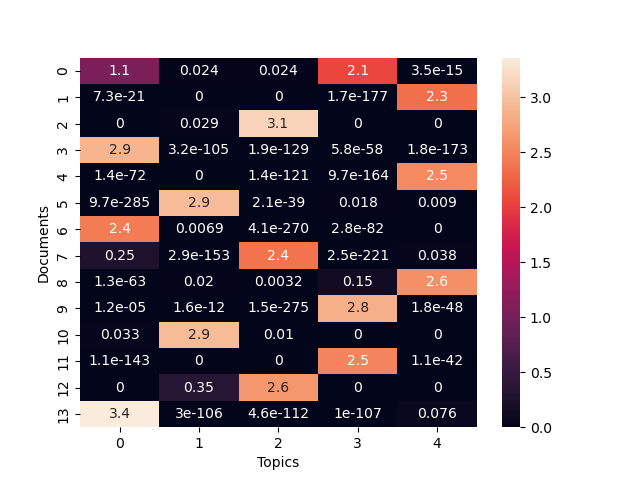 0 1.1 0.024 0.024 2.1 3.5e-15
1 7.3e-21 0 0 1.7e-177 2.3
2 0 0.029 3.1 0 0
3 2.9 3.2e-105 1.9e-129 5.8e-58 1.8e-173
4 1.4e-72 0 1.4e-121 9.7e-164 2.5
5 9.7e-285 2.9 2.1e-39 0.018 0.009
6 2.4 0.0069 4.1e-270 2.8e-82 0
7 0.25 2.9e-153 2.4 2.5e-221 0.038
8 1.3e-63 0.02 0.0032 0.15 2.6
9 1.2e-05 1.6e-12 1.5e-275 2.8 1.8e-48
10 0.033 2.9 0.01 0 0
11 1.1e-143 0 0 2.5 1.1e-42
12 0 0.35 2.6 0 0
13 3.4 3e-106 4.6e-112 1e-107 0.076
0 1 2 3 4
Topics
Documents
3.0
2.5
2.0
1.5
1.0
0.5
0.0